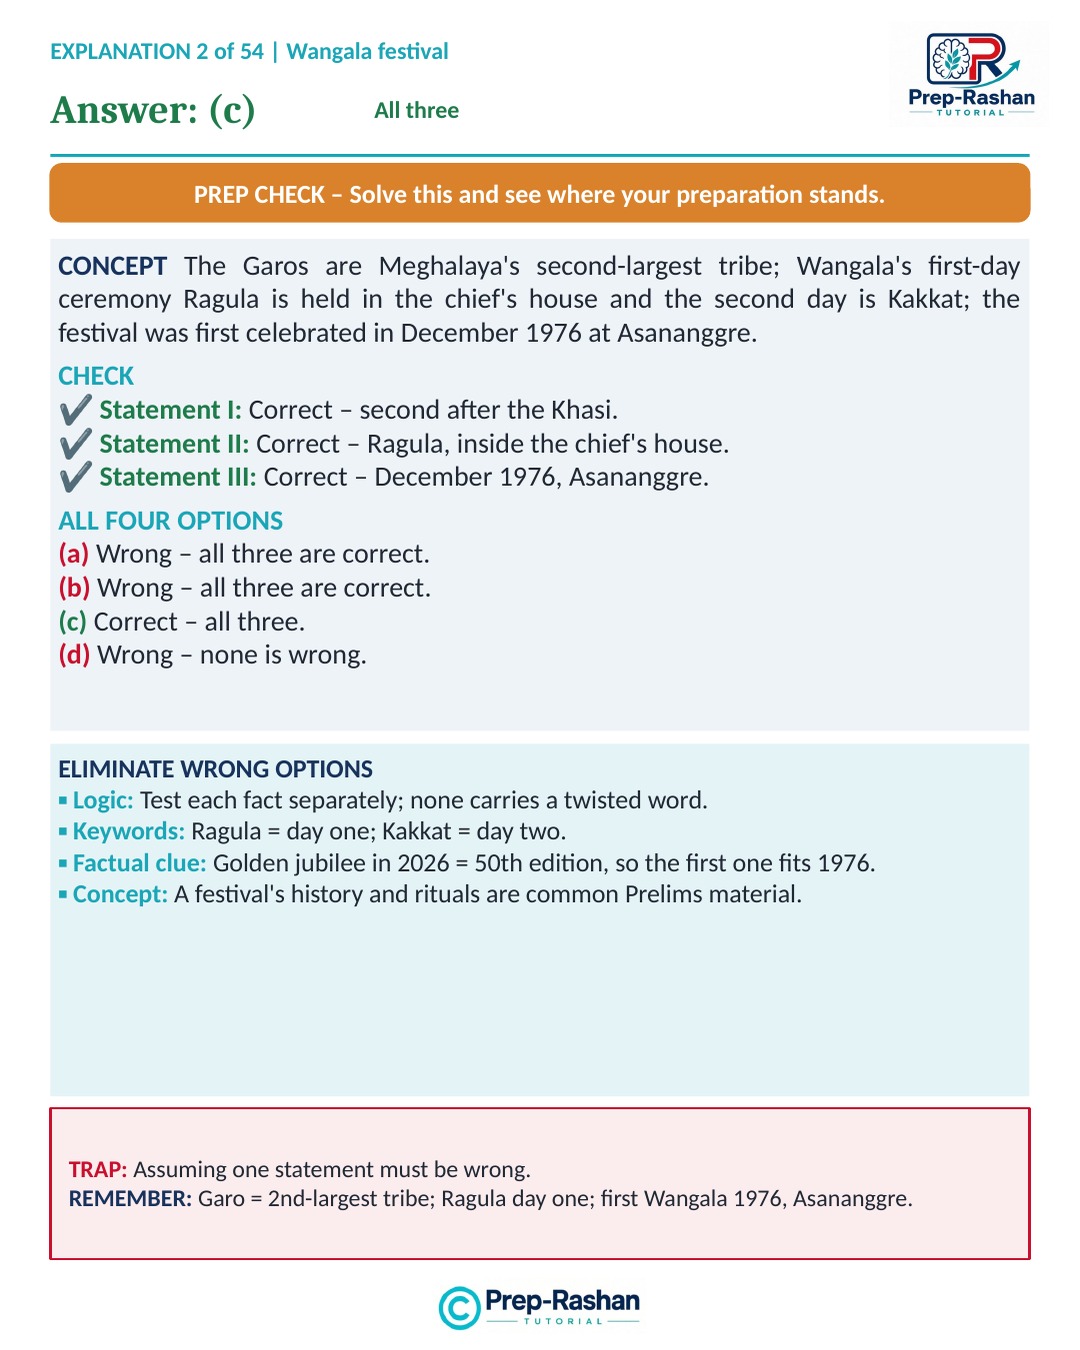 EXPLANATION 2 of 54 | Wangala festival
Prep-Rashan
TUTORIAL
Answer: (c) All three
PREP CHECK – Solve this and see where your preparation stands.
CONCEPT The Garos are Meghalaya's second-largest tribe; Wangala's first-day
ceremony Ragula is held in the chief's house and the second day is Kakkat; the
festival was first celebrated in December 1976 at Asananggre.
CHECK
✔ Statement I: Correct – second after the Khasi.
✔ Statement II: Correct – Ragula, inside the chief's house.
✔ Statement III: Correct – December 1976, Asananggre.
ALL FOUR OPTIONS
(a) Wrong – all three are correct.
(b) Wrong – all three are correct.
(c) Correct – all three.
(d) Wrong – none is wrong.
ELIMINATE WRONG OPTIONS
▪ Logic: Test each fact separately; none carries a twisted word.
▪ Keywords: Ragula = day one; Kakkat = day two.
▪ Factual clue: Golden jubilee in 2026 = 50th edition, so the first one fits 1976.
▪ Concept: A festival's history and rituals are common Prelims material.
TRAP: Assuming one statement must be wrong.
REMEMBER: Garo = 2nd-largest tribe; Ragula day one; first Wangala 1976, Asananggre.
© Prep-Rashan
TUTORIAL